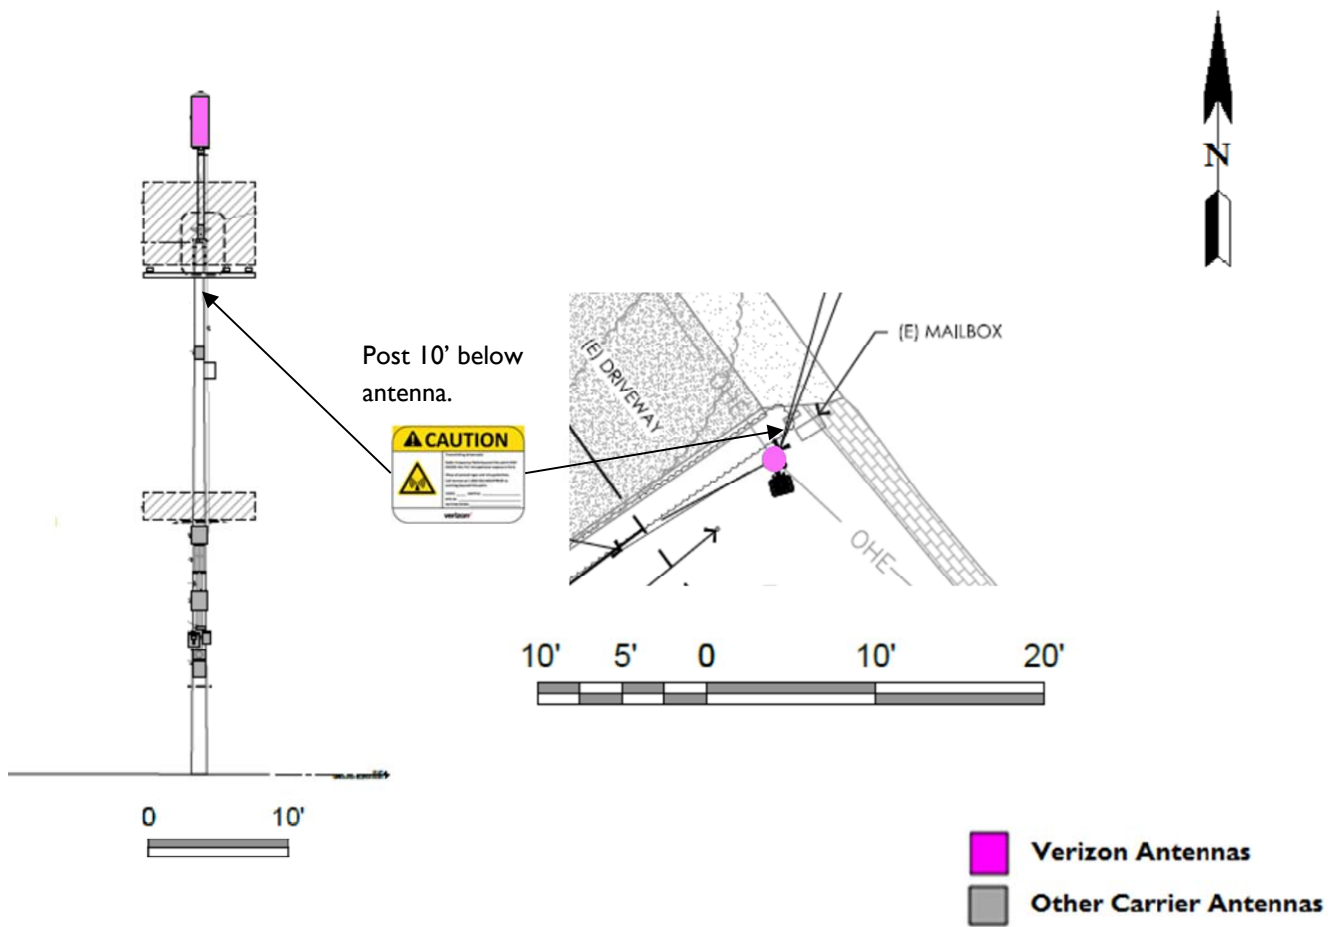 N
(E) MAILBOX
(E) DRIVEWAY
OHE
Post 10' below
antenna.
CAUTION
verizon
OHE
10' 5' 0 10' 20'
0 10'
Verizon Antennas
Other Carrier Antennas